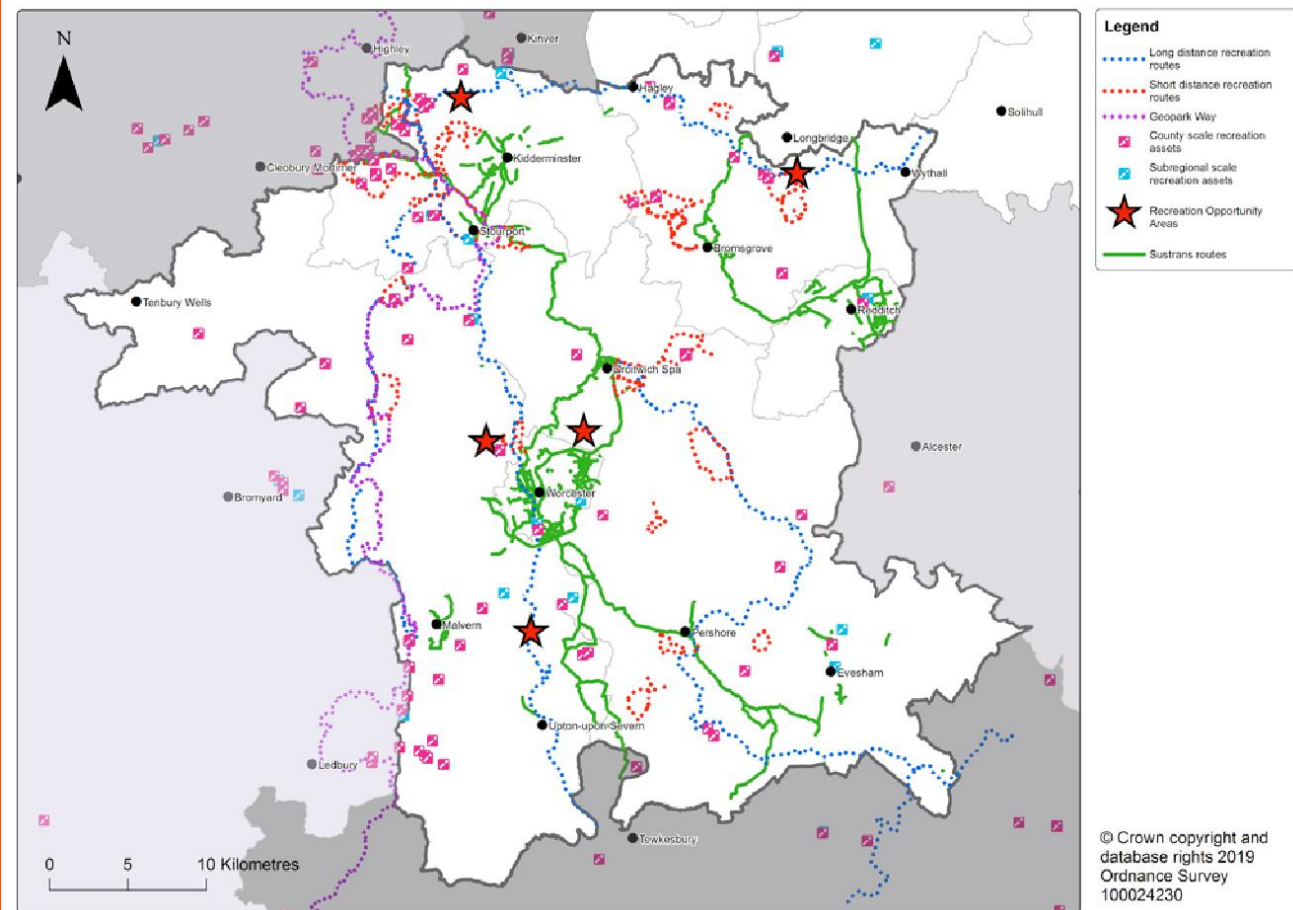 N
Highley
Kinver
Hagley
Solihull
Longbridge
Kidderminster
Cleobury Mortimer
Wythall
Stourport
Bromsgrove
Tenbury Wells
Redditch
Droitwich Spa
Alcester
Bromyard
Worcester
Malvern
Pershore
Evesham
Upton-upon-Severn
Ledbury
Tewkesbury
0 5 10 Kilometres
Legend
Long distance recreation
routes
Short distance recreation
routes
Geopark Way
County scale recreation
assets
Subregional scale
recreation assets
Recreation Opportunity
Areas
Sustrans routes
© Crown copyright and
database rights 2019
Ordnance Survey
100024230